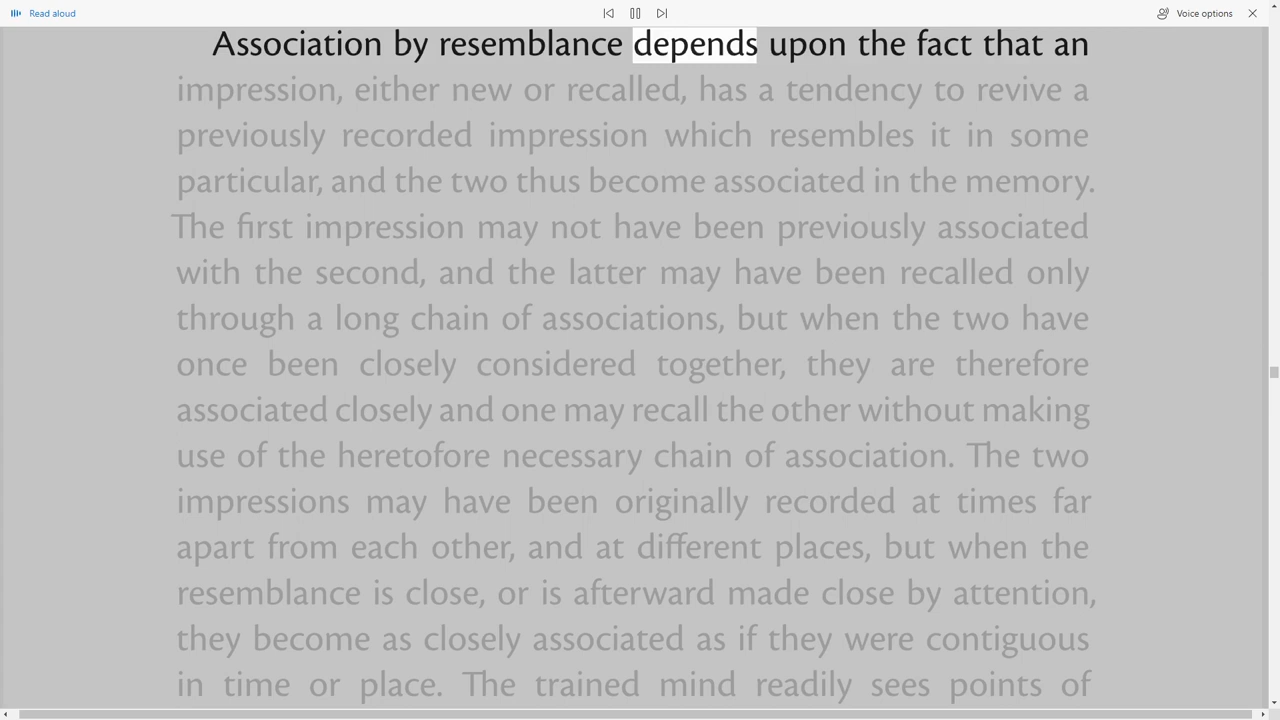 Read aloud
Voice options
Association by resemblance depends upon the fact that an
impression, either new or recalled, has a tendency to revive a
previously recorded impression which resembles it in some
particular, and the two thus become associated in the memory.
The first impression may not have been previously associated
with the second, and the latter may have been recalled only
through a long chain of associations, but when the two have
once been closely considered together, they are therefore
associated closely and one may recall the other without making
use of the heretofore necessary chain of association. The two
impressions may have been originally recorded at times far
apart from each other, and at different places, but when the
resemblance is close, or is afterward made close by attention,
they become as closely associated as if they were contiguous
in time or place. The trained mind readily sees points of